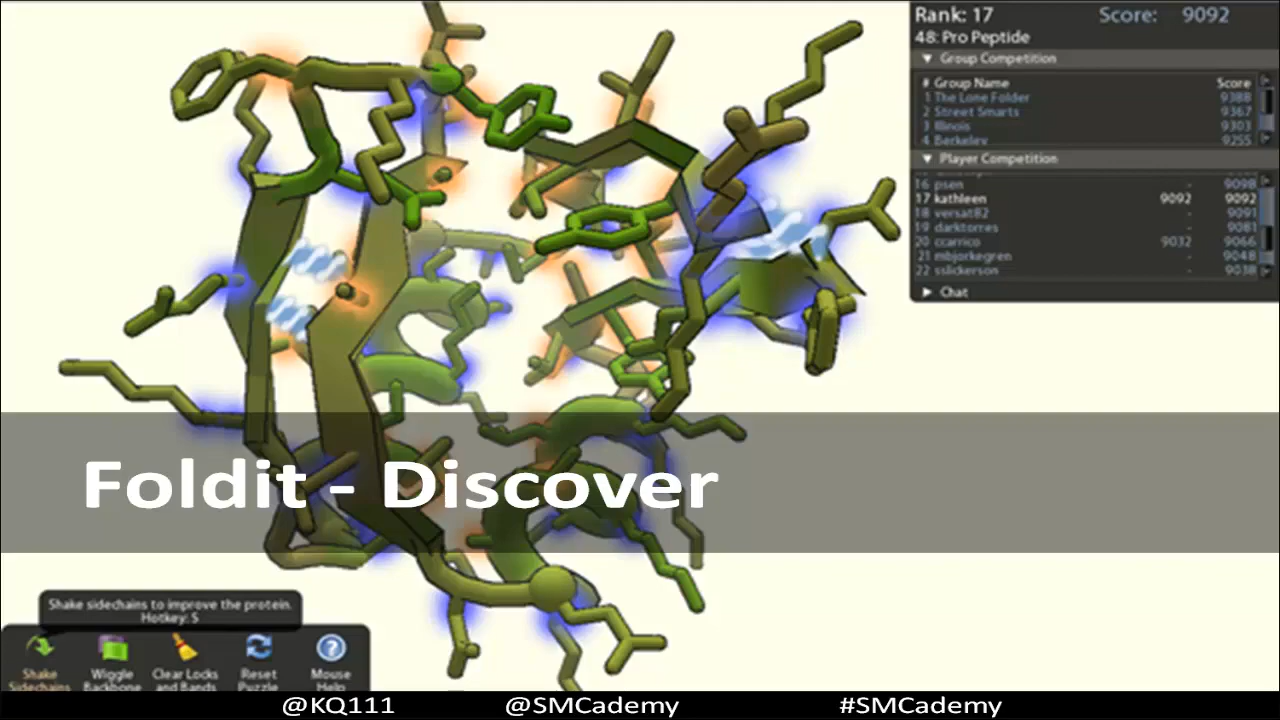 Rank: 17 Score: 9092
48: Pro Peptide
▼ Group Competition
# Group Name Score
1 The Lone Folder 9388
2 Street Smarts 9367
3 Illinois 9303
4 Berkeley 9255
▼ Player Competition
16 psen - 9098
17 kathleen 9092 9092
18 versat82 - 9091
19 darktorres - 9081
20 ccarrico 9032 9066
21 mbjorkegren - 9048
22 sslickerson - 9038
▶ Chat
Foldit - Discover
Shake sidechains to improve the protein.
Hotkey: S
Shake Sidechains
Wiggle Backbone
Clear Locks and Bands
Reset Puzzle
Mouse Help
@KQ111 @SMCademy #SMCademy